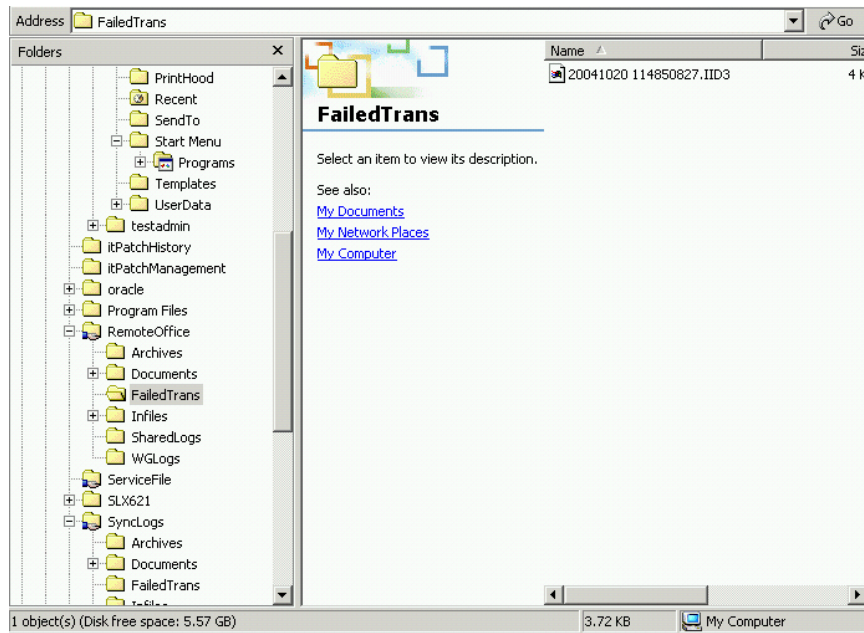 Address FailedTrans Go
Folders
PrintHood
Recent
SendTo
Start Menu
Programs
Templates
UserData
testadmin
itPatchHistory
itPatchManagement
oracle
Program Files
RemoteOffice
Archives
Documents
FailedTrans
Infiles
SharedLogs
WGLogs
ServiceFile
SLX621
SyncLogs
Archives
Documents
FailedTrans
FailedTrans
Select an item to view its description.
See also:
My Documents
My Network Places
My Computer
Name Siz
20041020 114850827.IID3 4 K
1 object(s) (Disk free space: 5.57 GB) 3.72 KB My Computer